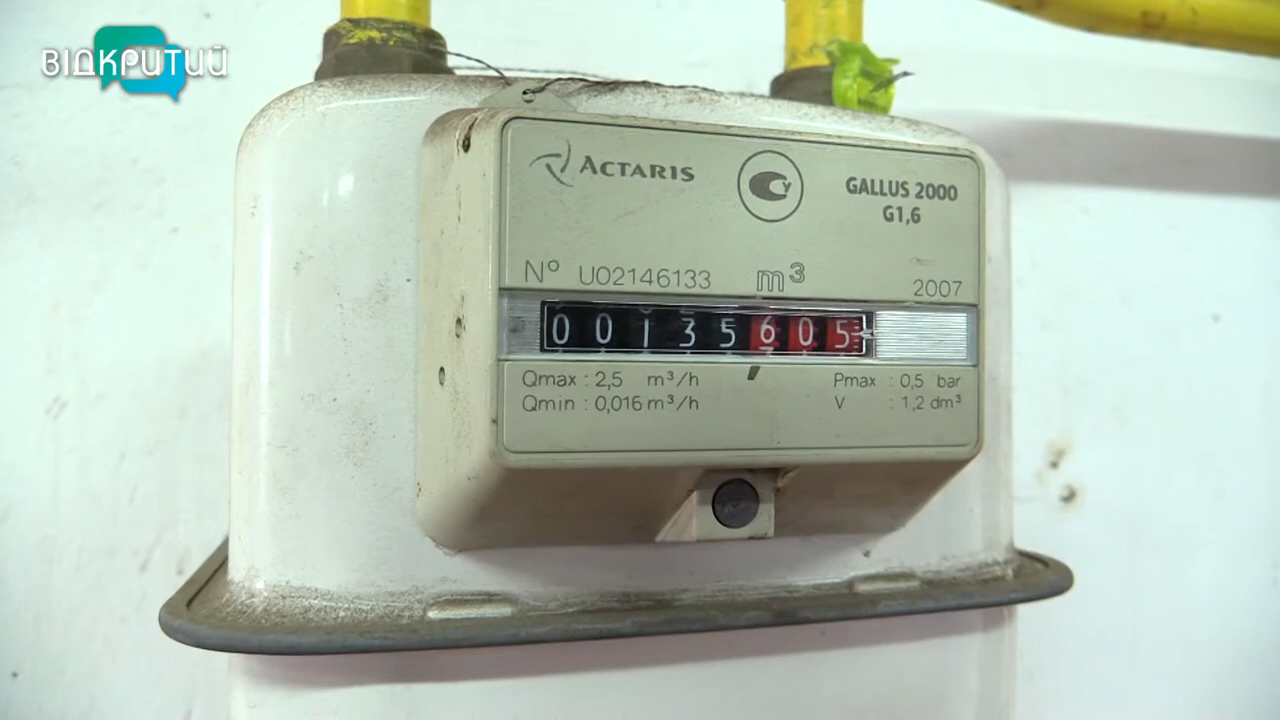 ВІДКРИТИЙ
ACTARIS
GALLUS 2000
G1,6
Nº U02146133 m³
2007
00135605
Qmax : 2,5 m³/h
Qmin : 0,016 m³/h
Pmax : 0,5 bar
V : 1,2 dm³